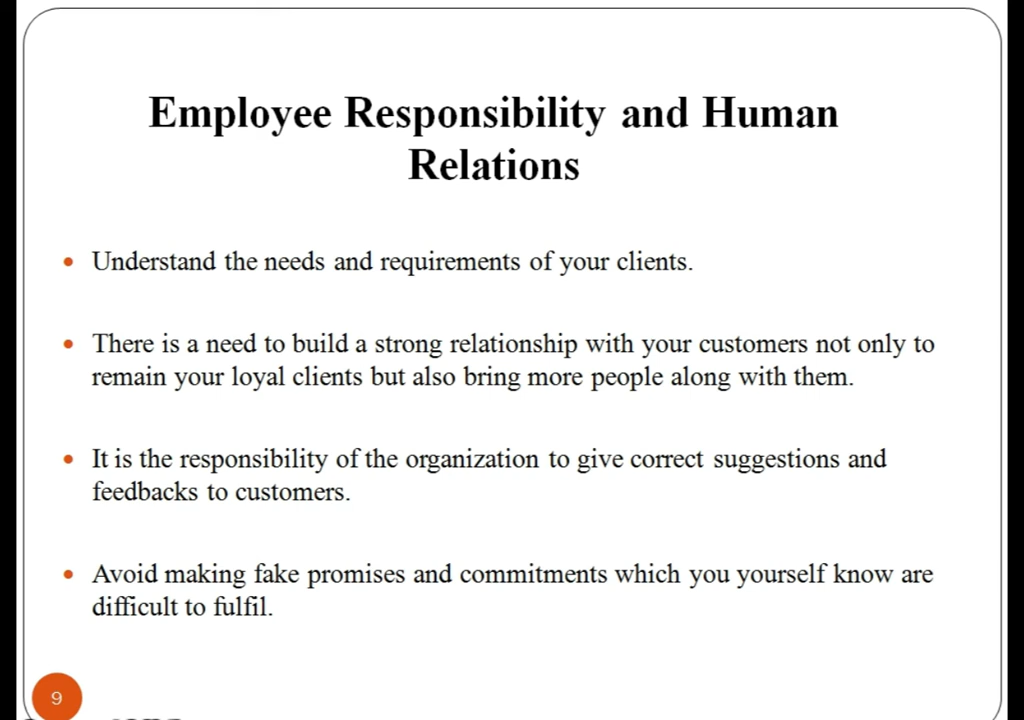 Employee Responsibility and Human
Relations
• Understand the needs and requirements of your clients.
• There is a need to build a strong relationship with your customers not only to
remain your loyal clients but also bring more people along with them.
• It is the responsibility of the organization to give correct suggestions and
feedbacks to customers.
• Avoid making fake promises and commitments which you yourself know are
difficult to fulfil.
9